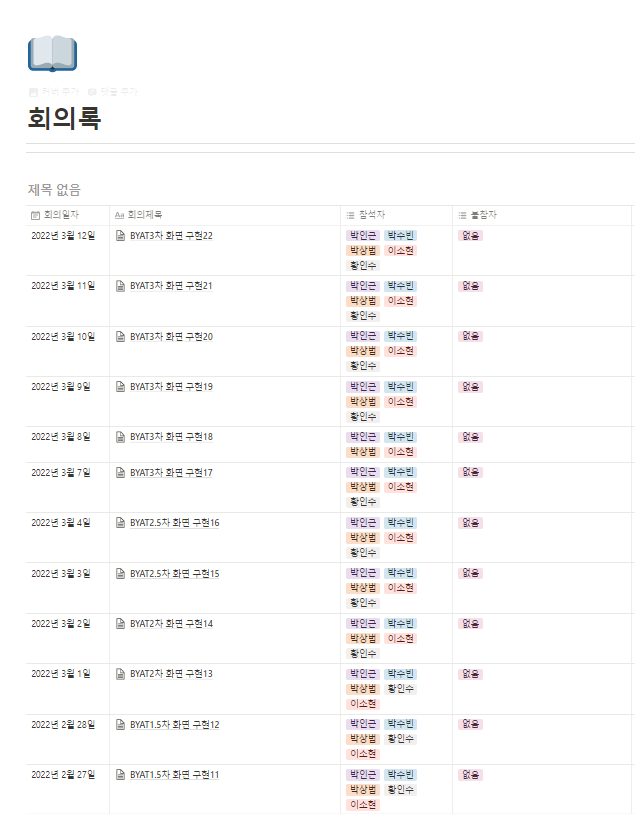 커버 추가 댓글 추가
회의록
제목 없음
회의일자 회의제목 참석자 불참자
2022년 3월 12일 BYAT3차 화면 구현22 박인근 박수빈 없음
박상범 이소현
황인수
2022년 3월 11일 BYAT3차 화면 구현21 박인근 박수빈 없음
박상범 이소현
황인수
2022년 3월 10일 BYAT3차 화면 구현20 박인근 박수빈 없음
박상범 이소현
황인수
2022년 3월 9일 BYAT3차 화면 구현19 박인근 박수빈 없음
박상범 이소현
황인수
2022년 3월 8일 BYAT3차 화면 구현18 박인근 박수빈 없음
박상범 이소현
2022년 3월 7일 BYAT3차 화면 구현17 박인근 박수빈 없음
박상범 이소현
황인수
2022년 3월 4일 BYAT2.5차 화면 구현16 박인근 박수빈 없음
박상범 이소현
황인수
2022년 3월 3일 BYAT2.5차 화면 구현15 박인근 박수빈 없음
박상범 이소현
황인수
2022년 3월 2일 BYAT2차 화면 구현14 박인근 박수빈 없음
박상범 이소현
황인수
2022년 3월 1일 BYAT2차 화면 구현13 박인근 박수빈 없음
박상범 황인수
이소현
2022년 2월 28일 BYAT1.5차 화면 구현12 박인근 박수빈 없음
박상범 황인수
이소현
2022년 2월 27일 BYAT1.5차 화면 구현11 박인근 박수빈 없음
박상범 황인수
이소현